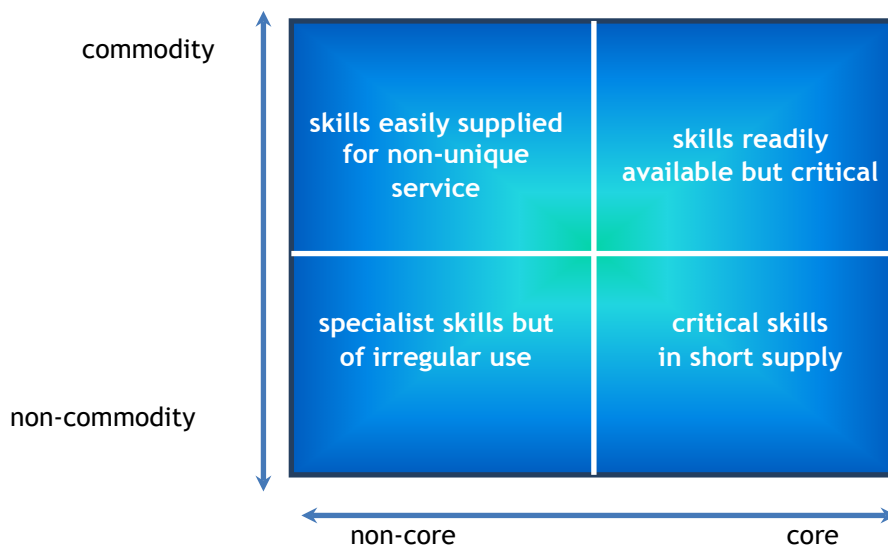 commodity
skills easily supplied
for non-unique
service
skills readily
available but critical
specialist skills but
of irregular use
critical skills
in short supply
non-commodity
non-core
core